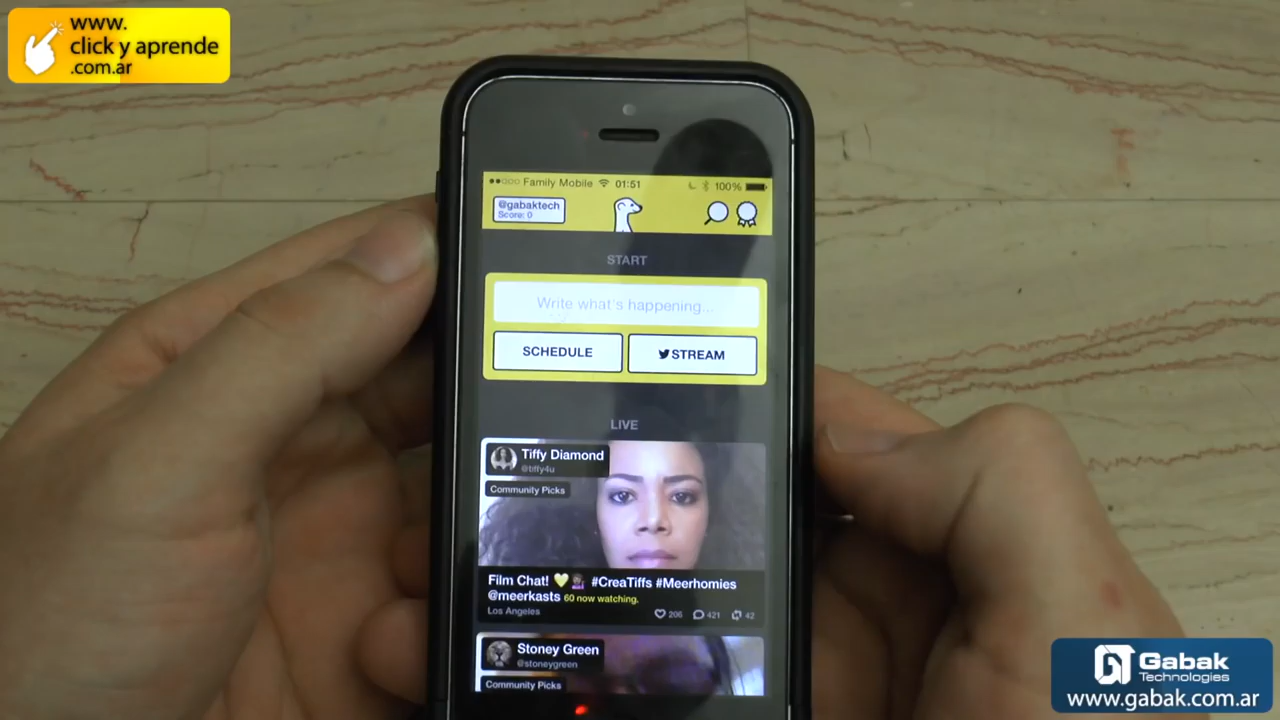 www.
click y aprende
.com.ar
Family Mobile 01:51 100%
@gabaktech
Score: 0
START
Write what's happening...
SCHEDULE
STREAM
LIVE
Tiffy Diamond
@tiffy4u
Community Picks
Film Chat! 💛 #CreaTiffs #Meerhomies
@meerkasts 60 now watching.
Los Angeles
206 421 42
Stoney Green
@stoneygreen
Community Picks
Gabak
Technologies
www.gabak.com.ar